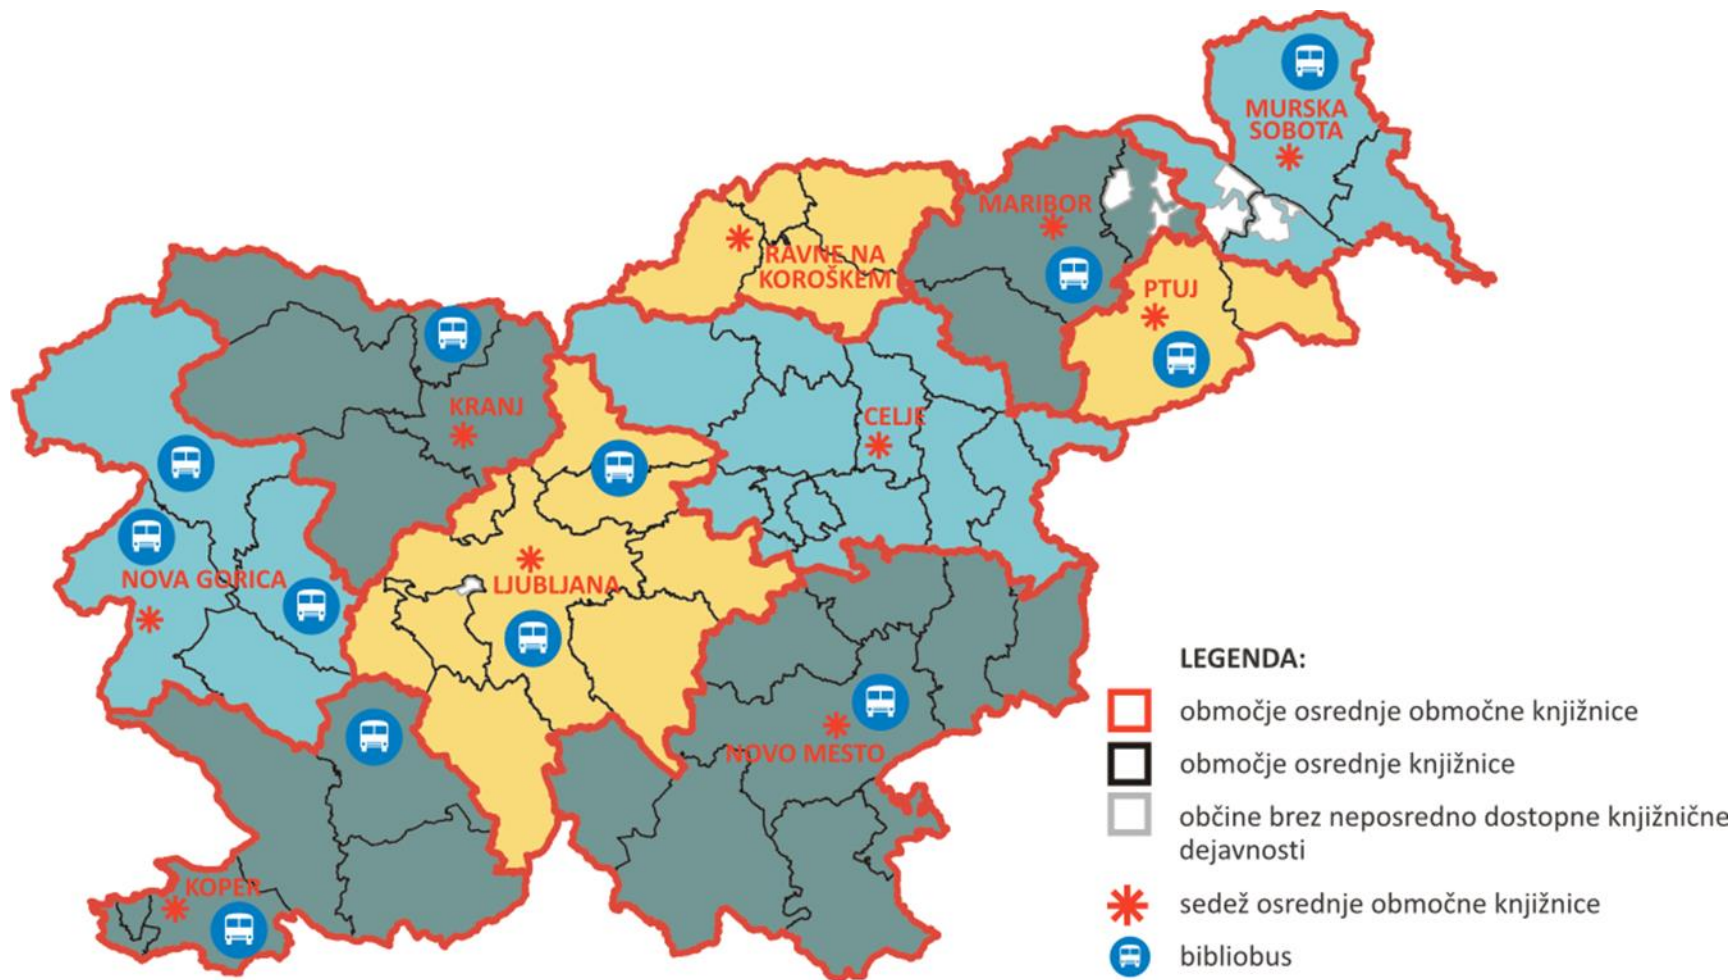 MURSKA
SOBOTA
MARIBOR
RAVNE NA
KOROŠKEM
PTUJ
KRANJ
CELJE
NOVA GORICA
LJUBLJANA
NOVO MESTO
KOPER
LEGENDA:
območje osrednje območne knjižnice
območje osrednje knjižnice
občine brez neposredno dostopne knjižnične
dejavnosti
sedež osrednje območne knjižnice
bibliobus